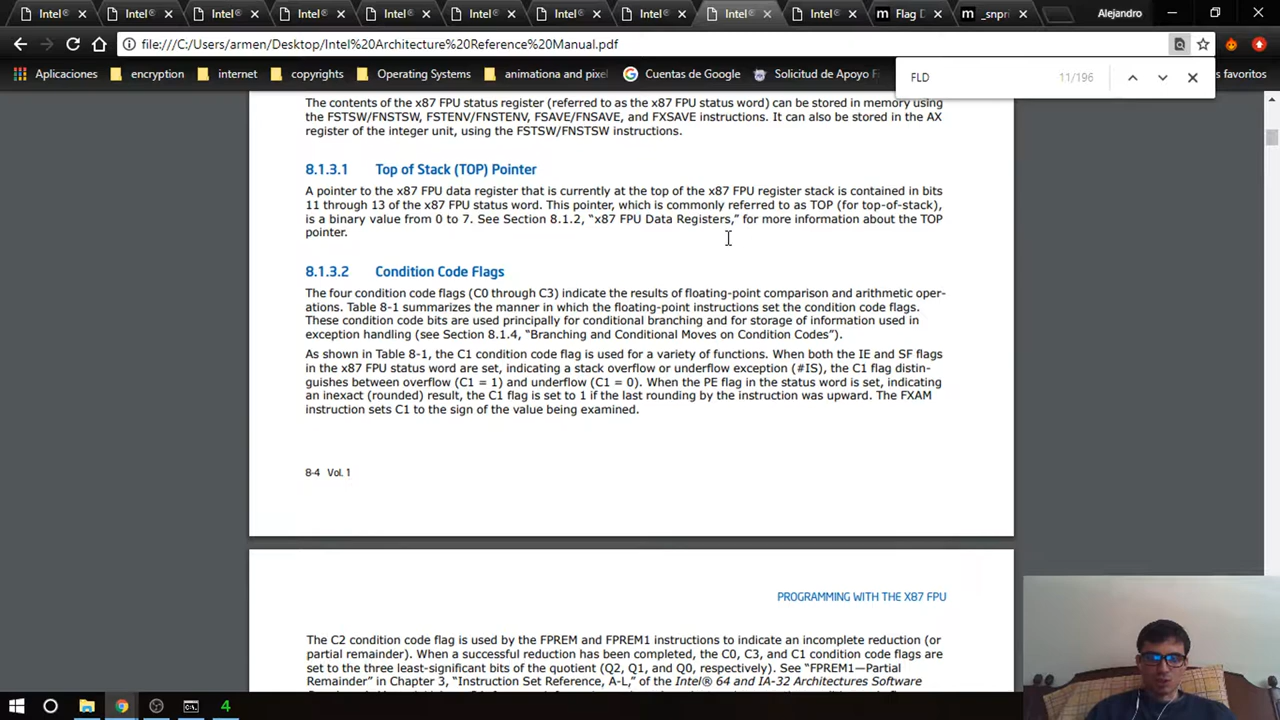 Intel® Intel® Intel® Intel® Intel® Intel® Intel® Intel® Intel® Intel® Flag D _snpri Alejandro
file:///C:/Users/armen/Desktop/Intel%20Architecture%20Reference%20Manual.pdf
Aplicaciones encryption internet copyrights Operating Systems animationa and pixel Cuentas de Google Solicitud de Apoyo Fi s favoritos
FLD 11/196
The contents of the x87 FPU status register (referred to as the x87 FPU status word) can be stored in memory using
the FSTSW/FNSTSW, FSTENV/FNSTENV, FSAVE/FNSAVE, and FXSAVE instructions. It can also be stored in the AX
register of the integer unit, using the FSTSW/FNSTSW instructions.
8.1.3.1 Top of Stack (TOP) Pointer
A pointer to the x87 FPU data register that is currently at the top of the x87 FPU register stack is contained in bits
11 through 13 of the x87 FPU status word. This pointer, which is commonly referred to as TOP (for top-of-stack),
is a binary value from 0 to 7. See Section 8.1.2, “x87 FPU Data Registers,” for more information about the TOP
pointer.
8.1.3.2 Condition Code Flags
The four condition code flags (C0 through C3) indicate the results of floating-point comparison and arithmetic oper-
ations. Table 8-1 summarizes the manner in which the floating-point instructions set the condition code flags.
These condition code bits are used principally for conditional branching and for storage of information used in
exception handling (see Section 8.1.4, “Branching and Conditional Moves on Condition Codes”).
As shown in Table 8-1, the C1 condition code flag is used for a variety of functions. When both the IE and SF flags
in the x87 FPU status word are set, indicating a stack overflow or underflow exception (#IS), the C1 flag distin-
guishes between overflow (C1 = 1) and underflow (C1 = 0). When the PE flag in the status word is set, indicating
an inexact (rounded) result, the C1 flag is set to 1 if the last rounding by the instruction was upward. The FXAM
instruction sets C1 to the sign of the value being examined.
8-4 Vol. 1
PROGRAMMING WITH THE X87 FPU
The C2 condition code flag is used by the FPREM and FPREM1 instructions to indicate an incomplete reduction (or
partial remainder). When a successful reduction has been completed, the C0, C3, and C1 condition code flags are
set to the three least-significant bits of the quotient (Q2, Q1, and Q0, respectively). See “FPREM1—Partial
Remainder” in Chapter 3, “Instruction Set Reference, A-L,” of the Intel® 64 and IA-32 Architectures Software